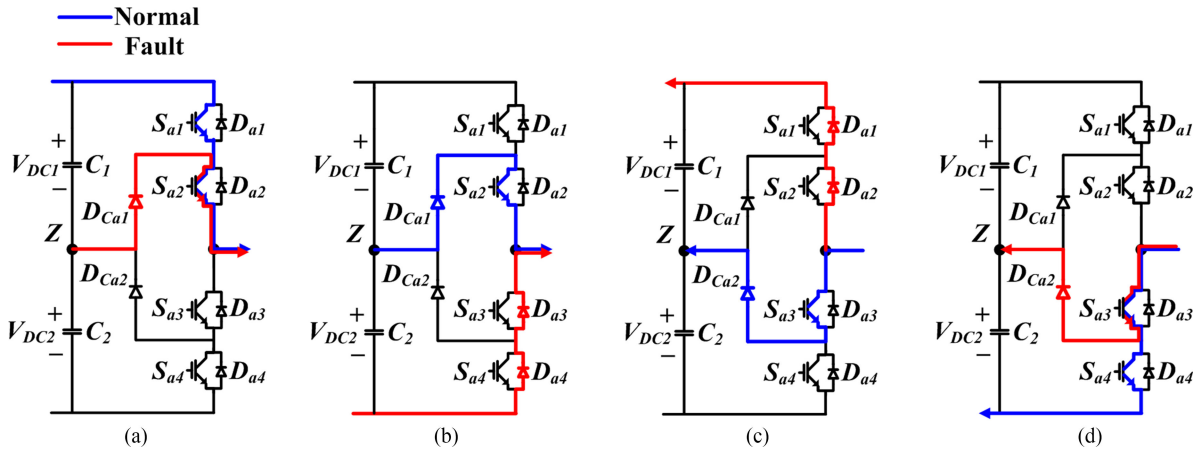 Normal
Fault
+
V_DC1
−
C_1
S_a1
D_a1
S_a2
D_a2
D_Ca1
Z
D_Ca2
+
V_DC2
−
C_2
S_a3
D_a3
S_a4
D_a4
(a)
+
V_DC1
−
C_1
S_a1
D_a1
S_a2
D_a2
D_Ca1
Z
D_Ca2
+
V_DC2
−
C_2
S_a3
D_a3
S_a4
D_a4
(b)
+
V_DC1
−
C_1
S_a1
D_a1
S_a2
D_a2
D_Ca1
Z
D_Ca2
+
V_DC2
−
C_2
S_a3
D_a3
S_a4
D_a4
(c)
+
V_DC1
−
C_1
S_a1
D_a1
S_a2
D_a2
D_Ca1
Z
D_Ca2
+
V_DC2
−
C_2
S_a3
D_a3
S_a4
D_a4
(d)